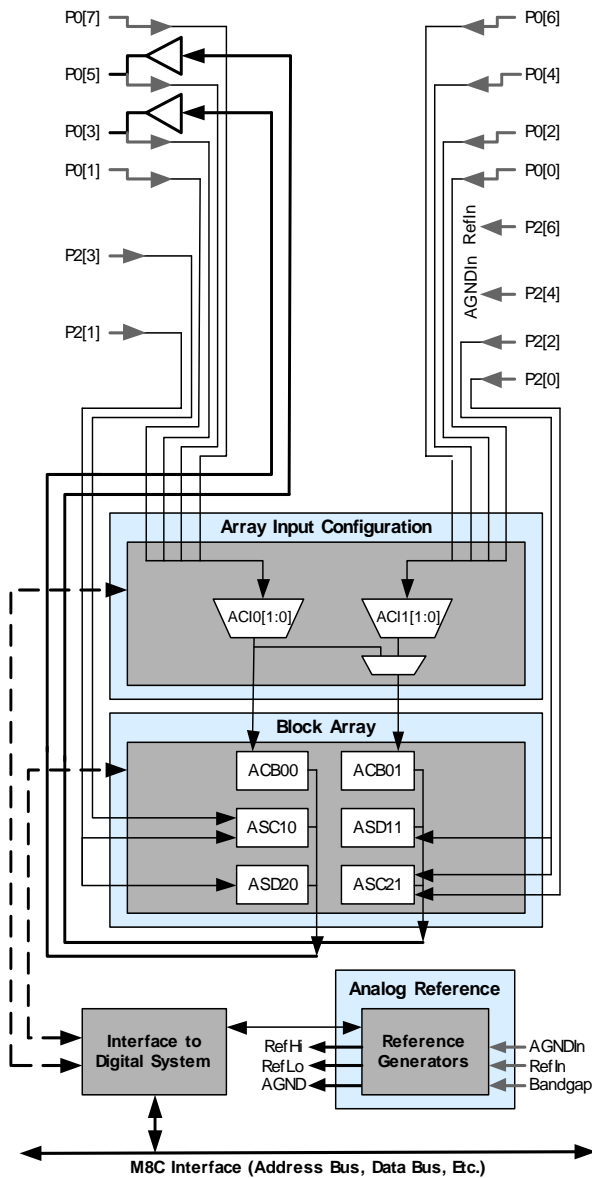 P0[7]
P0[5]
P0[3]
P0[1]
P2[3]
P2[1]
P0[6]
P0[4]
P0[2]
P0[0]
P2[6]
P2[4]
P2[2]
P2[0]
AGNDIn RefIn
Array Input Configuration
ACI0[1:0]
ACI1[1:0]
Block Array
ACB00
ACB01
ASC10
ASD11
ASD20
ASC21
Analog Reference
Interface to
Digital System
RefHi
RefLo
AGND
Reference
Generators
AGNDIn
RefIn
Bandgap
M8C Interface (Address Bus, Data Bus, Etc.)